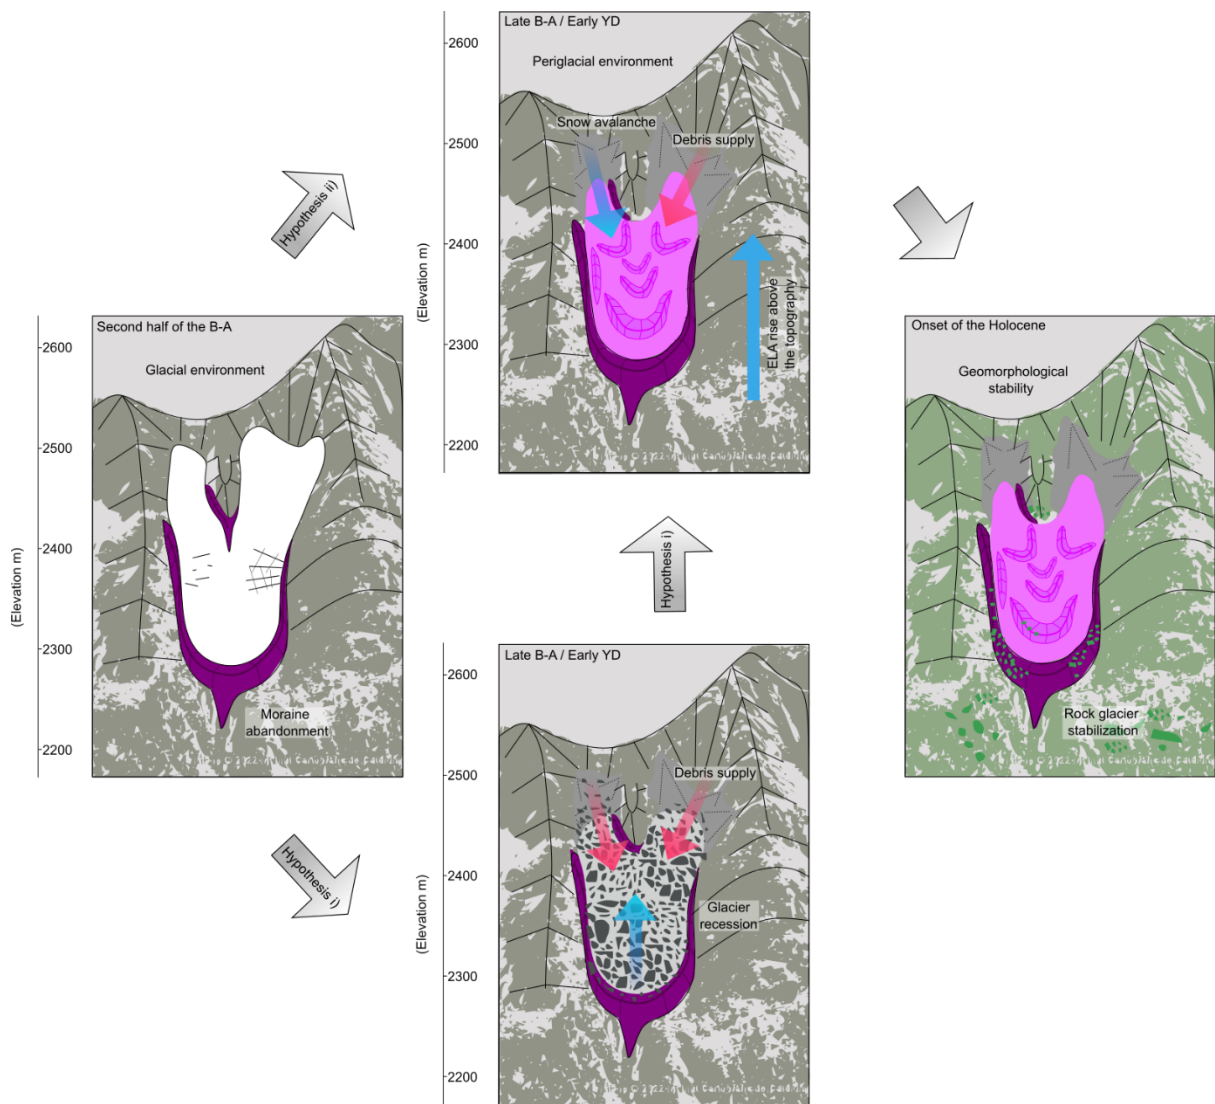 Late B-A / Early YD
2600
Periglacial environment
Snow avalanche
Debris supply
2500
2400
(Elevation m)
ELA rise above
the topography
2300
2200
Hypothesis ii)
Second half of the B-A
2600
Glacial environment
2500
2400
(Elevation m)
2300
Moraine
abandonment
2200
Hypothesis i)
Hypothesis i)
Late B-A / Early YD
2600
Debris supply
2500
2400
(Elevation m)
Glacier
recession
2300
2200
Onset of the Holocene
Geomorphological
stability
Rock glacier
stabilization